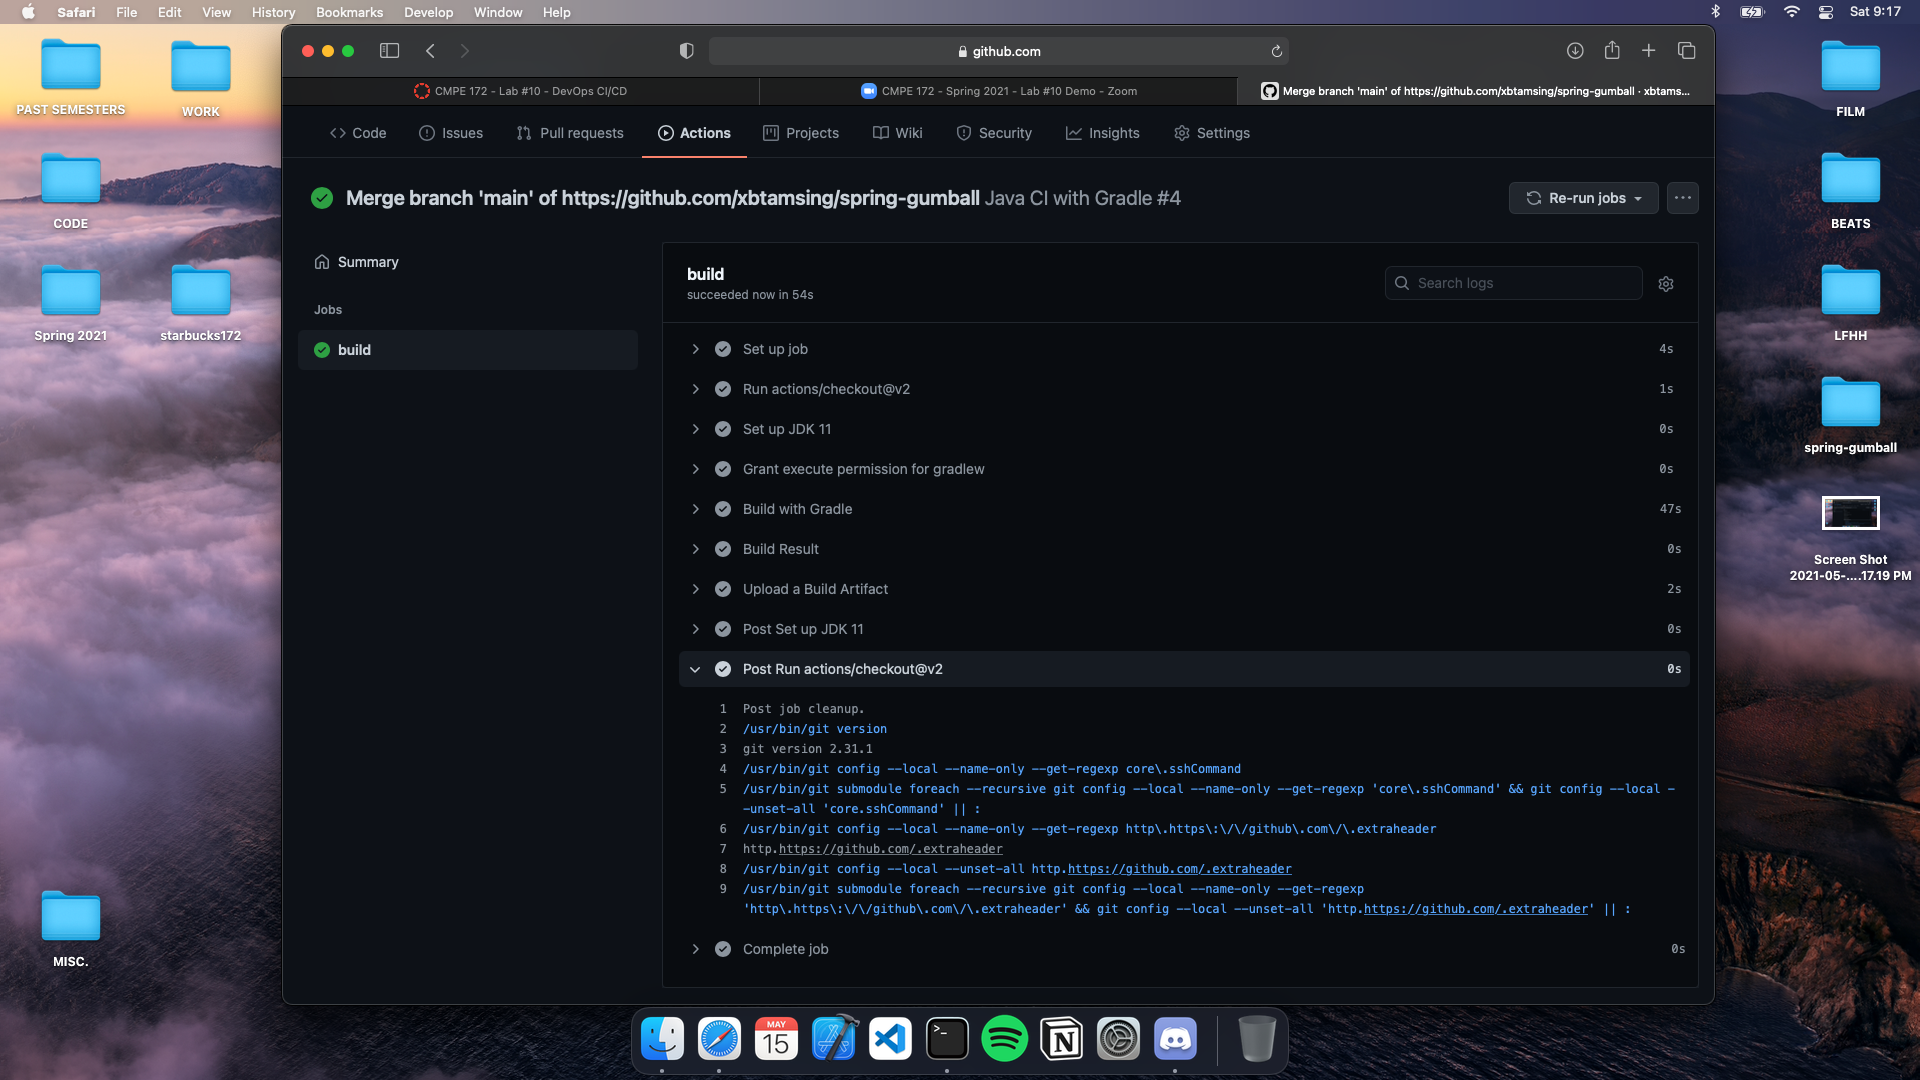 Safari File Edit View History Bookmarks Develop Window Help
Sat 9:17
github.com
CMPE 172 - Lab #10 - DevOps CI/CD
CMPE 172 - Spring 2021 - Lab #10 Demo - Zoom
Merge branch 'main' of https://github.com/xbtamsing/spring-gumball · xbtams...
Code Issues Pull requests Actions Projects Wiki Security Insights Settings
Merge branch 'main' of https://github.com/xbtamsing/spring-gumball Java CI with Gradle #4
Re-run jobs
Summary
Jobs
build
build
succeeded now in 54s
Search logs
Set up job 4s
Run actions/checkout@v2 1s
Set up JDK 11 0s
Grant execute permission for gradlew 0s
Build with Gradle 47s
Build Result 0s
Upload a Build Artifact 2s
Post Set up JDK 11 0s
Post Run actions/checkout@v2 0s
1 Post job cleanup.
2 /usr/bin/git version
3 git version 2.31.1
4 /usr/bin/git config --local --name-only --get-regexp core\.sshCommand
5 /usr/bin/git submodule foreach --recursive git config --local --name-only --get-regexp 'core\.sshCommand' && git config --local -
-unset-all 'core.sshCommand' || :
6 /usr/bin/git config --local --name-only --get-regexp http\.https\:\/\/github\.com\/\.extraheader
7 http.https://github.com/.extraheader
8 /usr/bin/git config --local --unset-all http.https://github.com/.extraheader
9 /usr/bin/git submodule foreach --recursive git config --local --name-only --get-regexp
'http\.https\:\/\/github\.com\/\.extraheader' && git config --local --unset-all 'http.https://github.com/.extraheader' || :
Complete job 0s
PAST SEMESTERS
WORK
CODE
Spring 2021
starbucks172
MISC.
FILM
BEATS
LFHH
spring-gumball
Screen Shot
2021-05-....17.19 PM
MAY
15